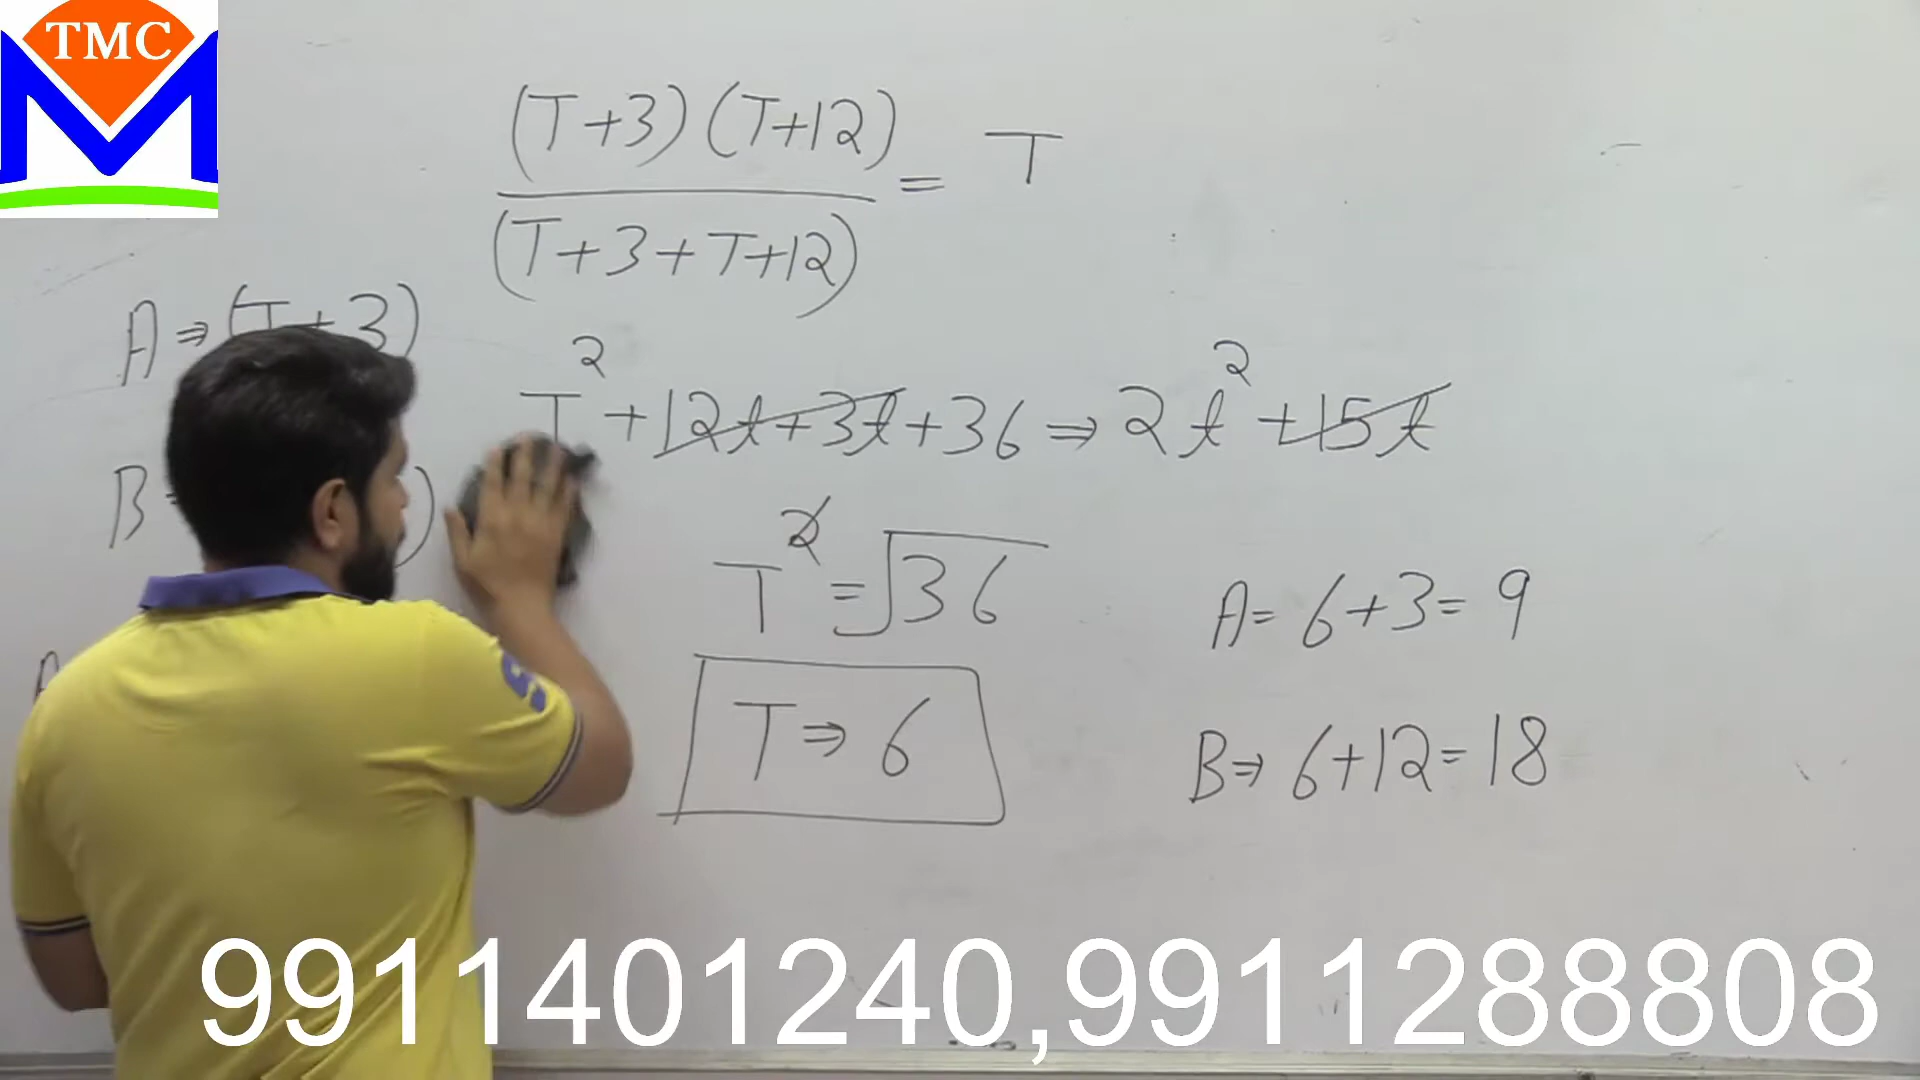 TMC
(T+3)(T+12)
= T
(T+3+T+12)
A ⇒ (T+3)
T² + 12t + 3t + 36 ⇒ 2t² + 15t
B
)
T² = √36
A = 6+3 = 9
T ⇒ 6
B ⇒ 6+12 = 18
9911401240,9911288808